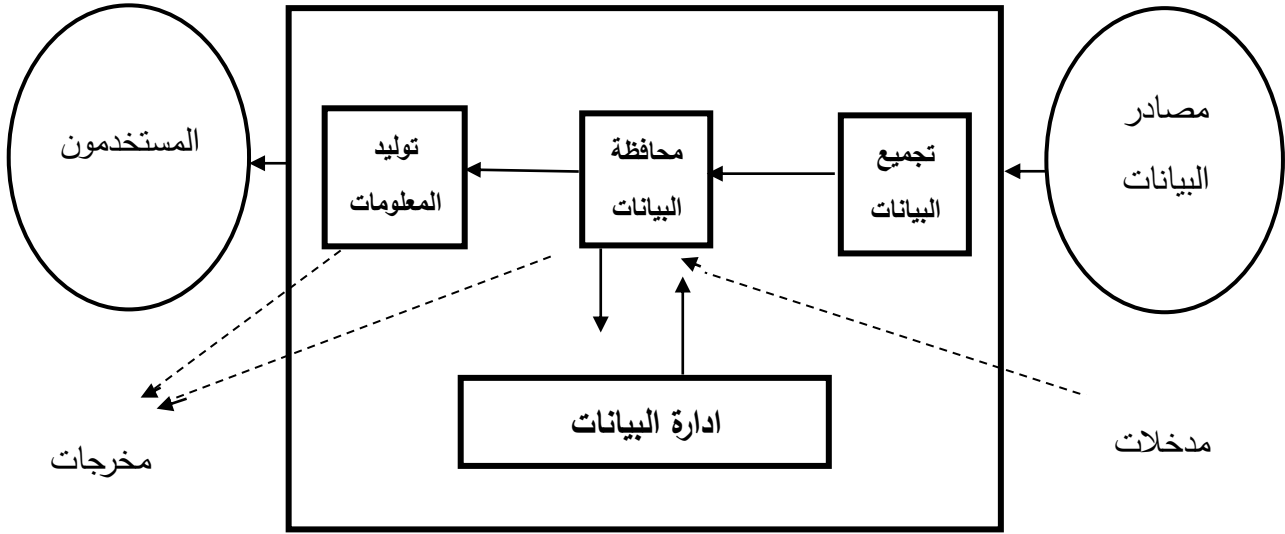 مصادر
البيانات
تجميع
البيانات
محافظة
البيانات
توليد
المعلومات
المستخدمون
ادارة البيانات
مدخلات
مخرجات